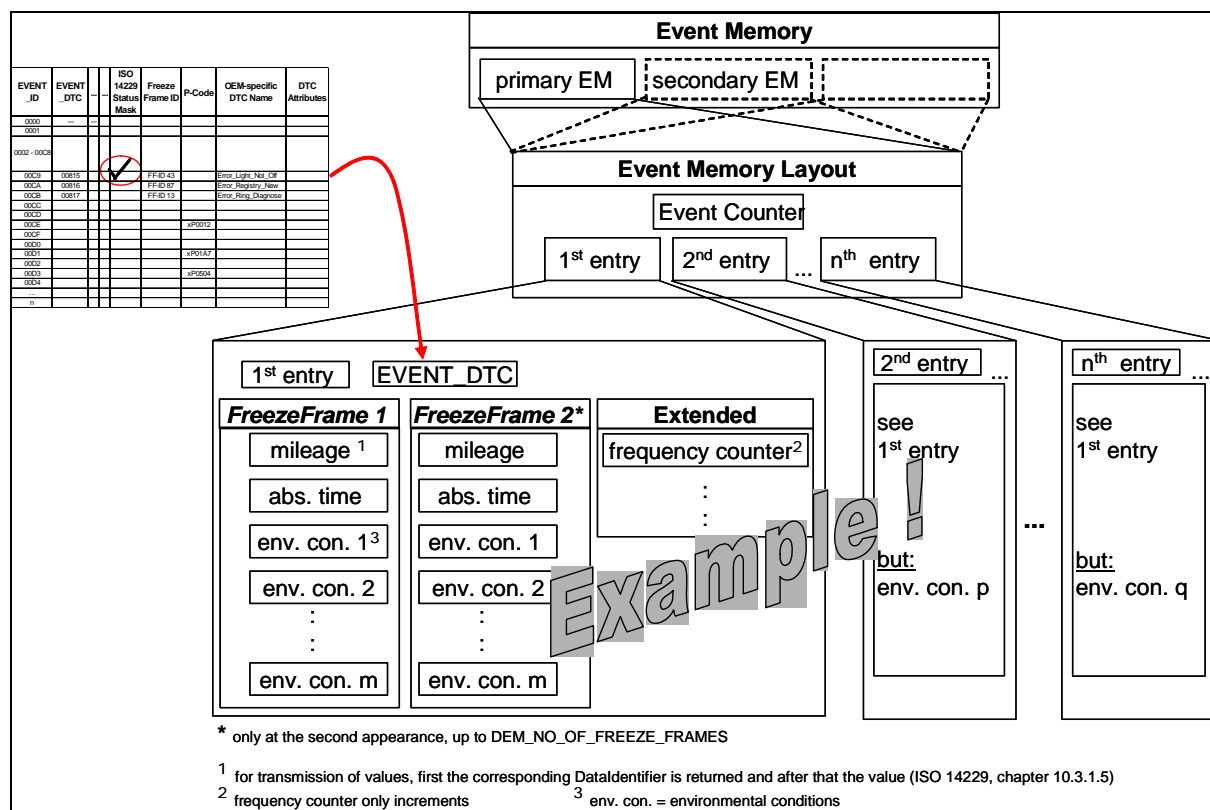 Event Memory
primary EM
secondary EM
EVENT _ID
EVENT _DTC
...
...
ISO 14229 Status Mask
Freeze Frame ID
P-Code
OEM-specific DTC Name
DTC Attributes
0000 --- ---
0001
0002 - 00C8
00C9 00815 FF-ID 43 Error_Light_Not_Off
00CA 00816 FF-ID 87 Error_Registry_New
00CB 00817 FF-ID 13 Error_Ring_Diagnose
00CC
00CD
00CE xP0012
00CF
00D0
00D1 xP01A7
00D2
00D3 xP0504
00D4
...
n
Event Memory Layout
Event Counter
1st entry
2nd entry
...
nth entry
1st entry
EVENT_DTC
FreezeFrame 1
mileage 1
abs. time
env. con. 13
env. con. 2
:
:
env. con. m
FreezeFrame 2*
mileage
abs. time
env. con. 1
env. con. 2
:
:
env. con. m
Extended
frequency counter2
:
:
Example !
2nd entry ...
see
1st entry
but:
env. con. p
...
nth entry ...
see
1st entry
but:
env. con. q
* only at the second appearance, up to DEM_NO_OF_FREEZE_FRAMES
1 for transmission of values, first the corresponding DataIdentifier is returned and after that the value (ISO 14229, chapter 10.3.1.5)
2 frequency counter only increments 3 env. con. = environmental conditions